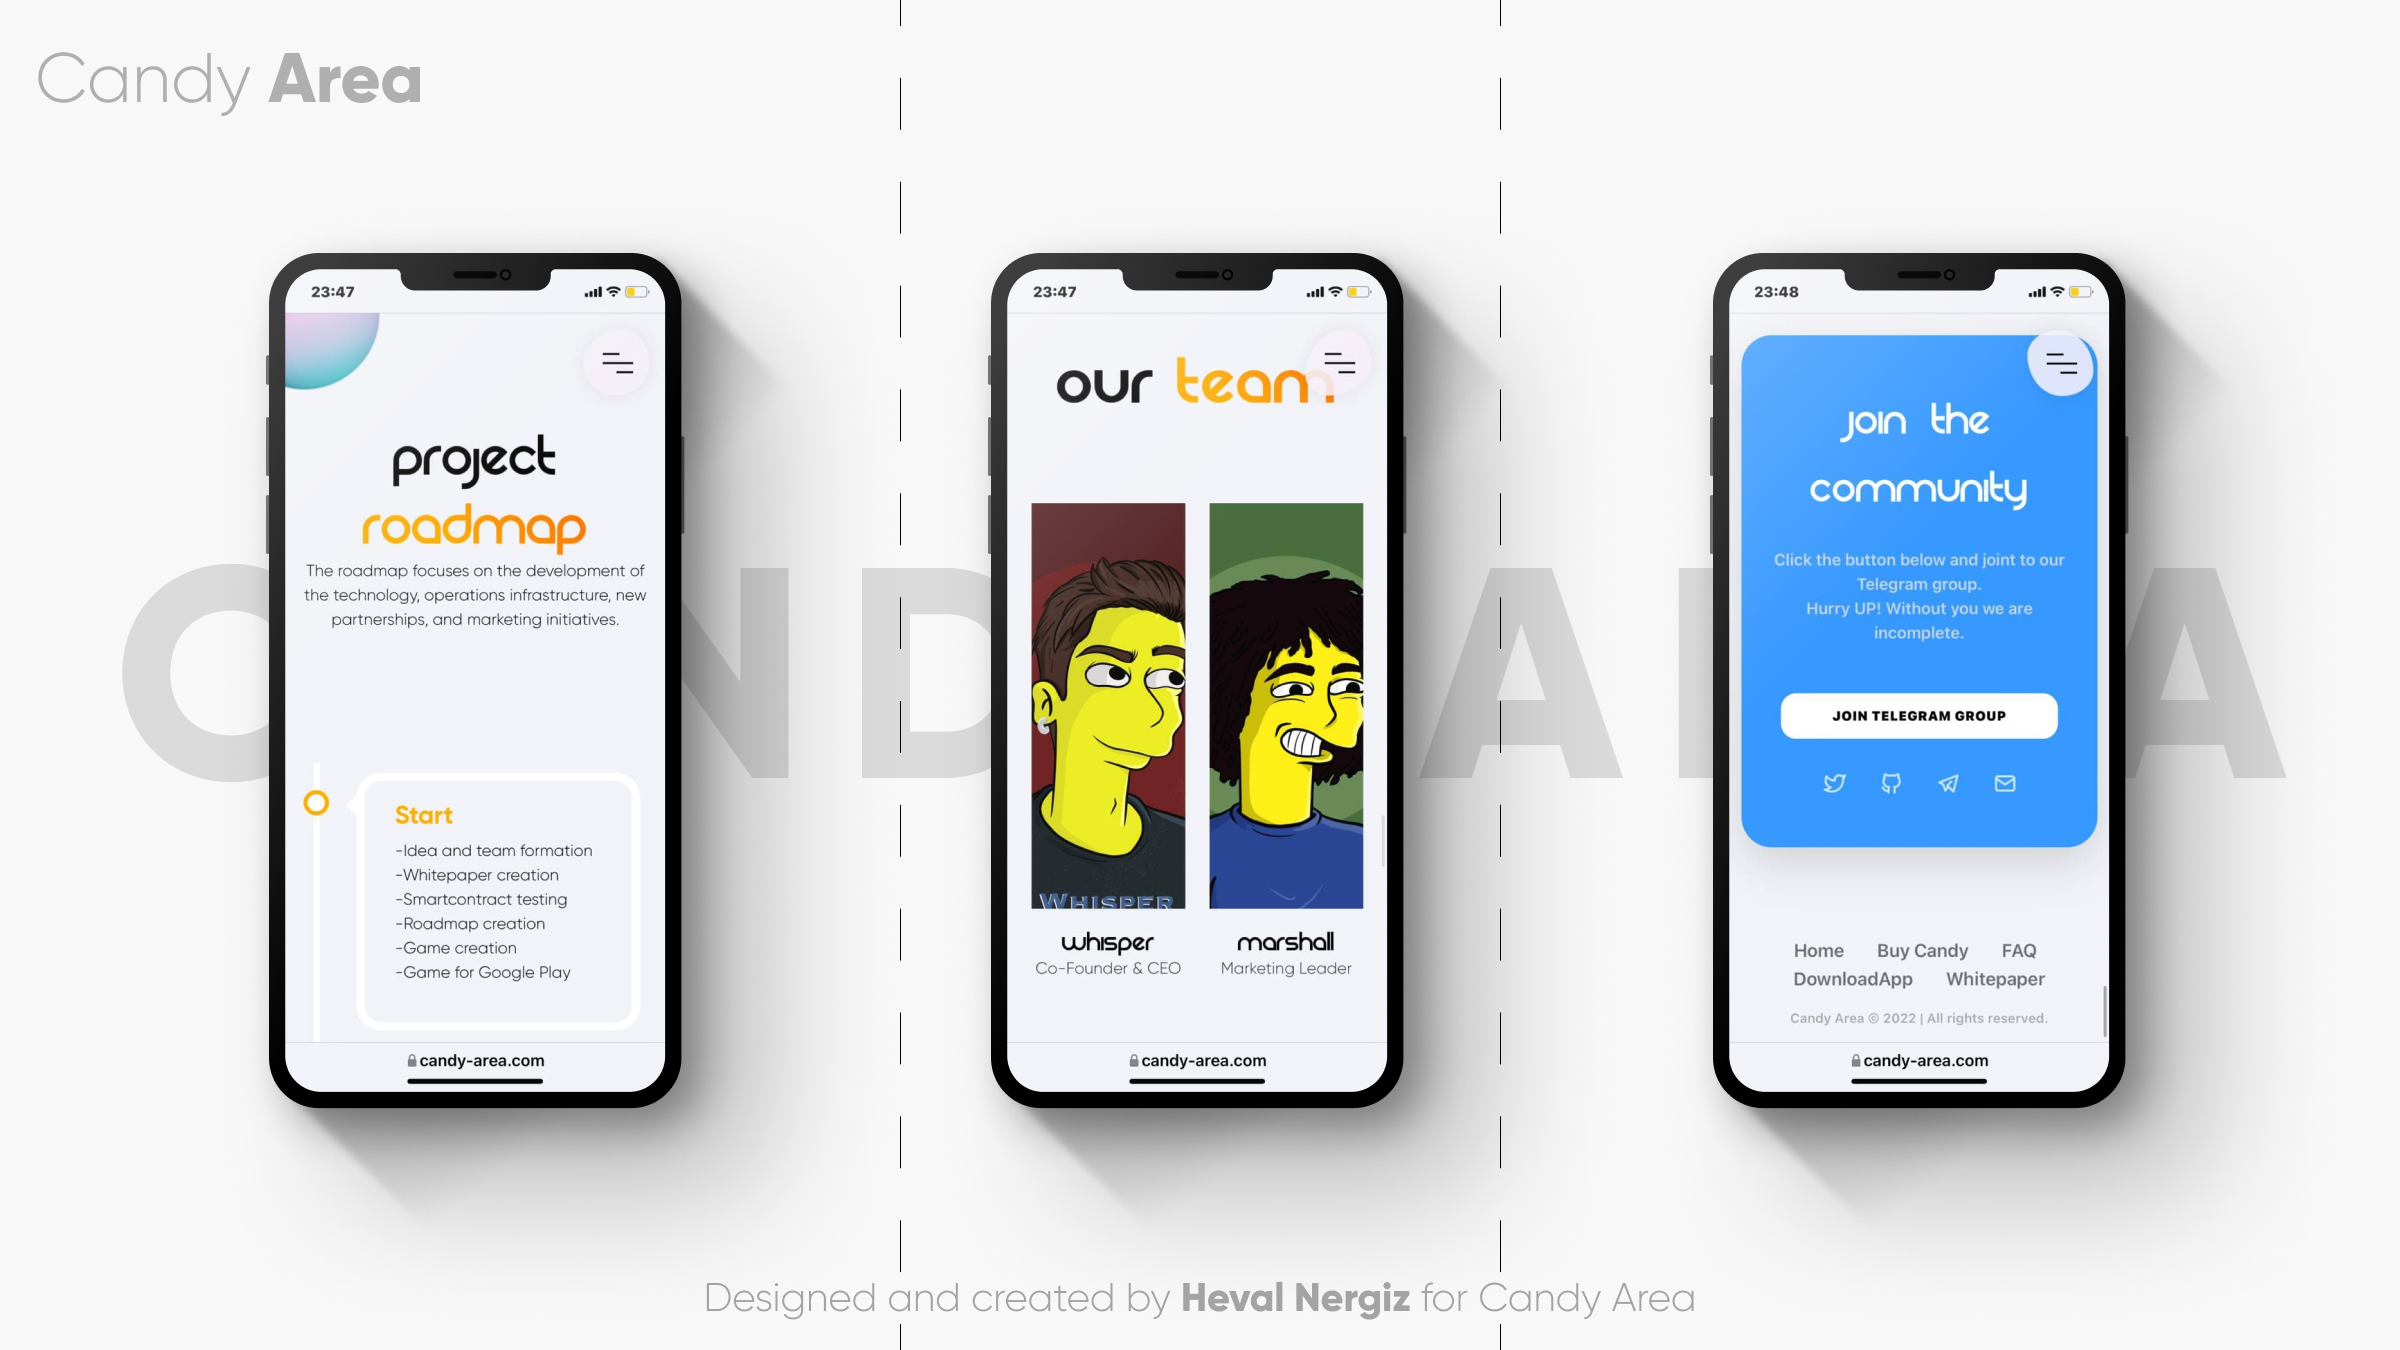 Candy Area
23:47
project
roadmap
The roadmap focuses on the development of
the technology, operations infrastructure, new
partnerships, and marketing initiatives.
Start
-Idea and team formation
-Whitepaper creation
-Smartcontract testing
-Roadmap creation
-Game creation
-Game for Google Play
candy-area.com
23:47
our team.
WHISPER
whisper
Co-Founder & CEO
marshall
Marketing Leader
candy-area.com
23:48
join the
community
Click the button below and joint to our
Telegram group.
Hurry UP! Without you we are
incomplete.
JOIN TELEGRAM GROUP
Home Buy Candy FAQ
DownloadApp Whitepaper
Candy Area © 2022 | All rights reserved.
candy-area.com
Designed and created by Heval Nergiz for Candy Area